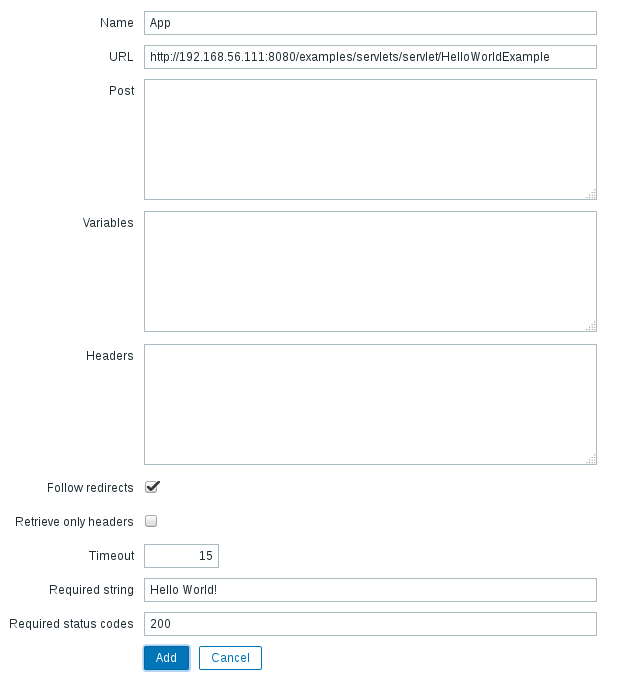 Name App
URL http://192.168.56.111:8080/examples/servlets/servlet/HelloWorldExample
Post
Variables
Headers
Follow redirects
Retrieve only headers
Timeout 15
Required string Hello World!
Required status codes 200
Add Cancel